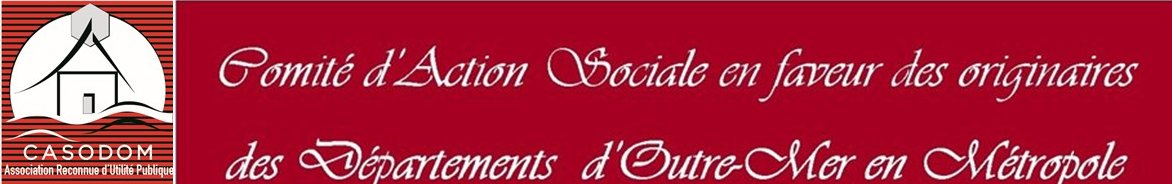 CASODOM
Association Reconnue d'Utilité Publique
Comité d'Action Sociale en faveur des originaires
des Départements d'Outre-Mer en Métropole